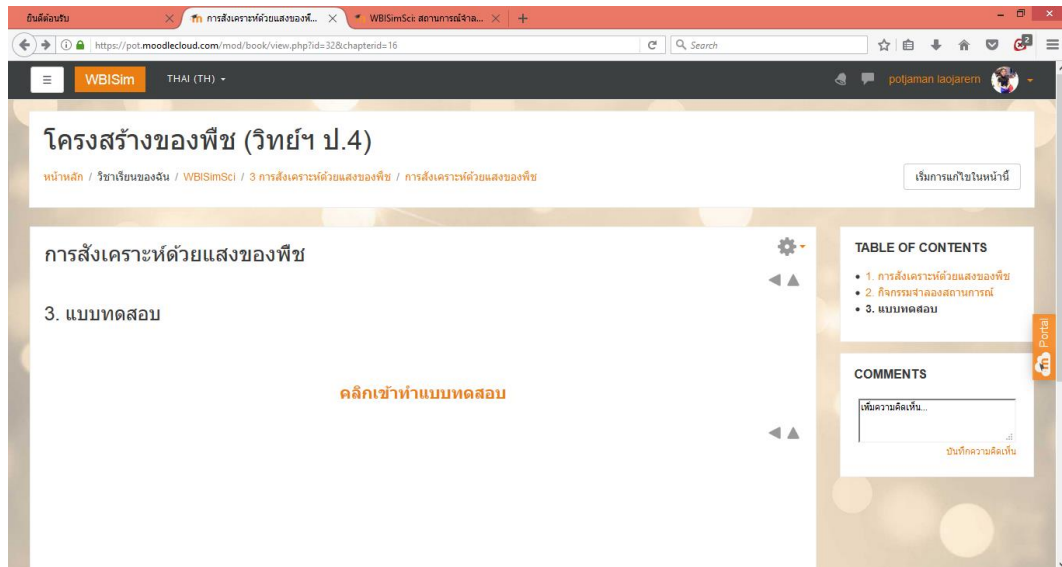 ยินดีต้อนรับ
การสังเคราะห์ด้วยแสงของพื...
WBISimSci: สถานการณ์จำล...
https://pot.moodlecloud.com/mod/book/view.php?id=32&chapterid=16
Search
2
WBISim
THAI (TH)
potjaman laojarern
โครงสร้างของพืช (วิทย์ฯ ป.4)
หน้าหลัก / วิชาเรียนของฉัน / WBISimSci / 3 การสังเคราะห์ด้วยแสงของพืช / การสังเคราะห์ด้วยแสงของพืช
เริ่มการแก้ไขในหน้านี้
การสังเคราะห์ด้วยแสงของพืช
3. แบบทดสอบ
คลิกเข้าทำแบบทดสอบ
TABLE OF CONTENTS
1. การสังเคราะห์ด้วยแสงของพืช
2. กิจกรรมจำลองสถานการณ์
3. แบบทดสอบ
Portal
COMMENTS
เพิ่มความคิดเห็น...
บันทึกความคิดเห็น